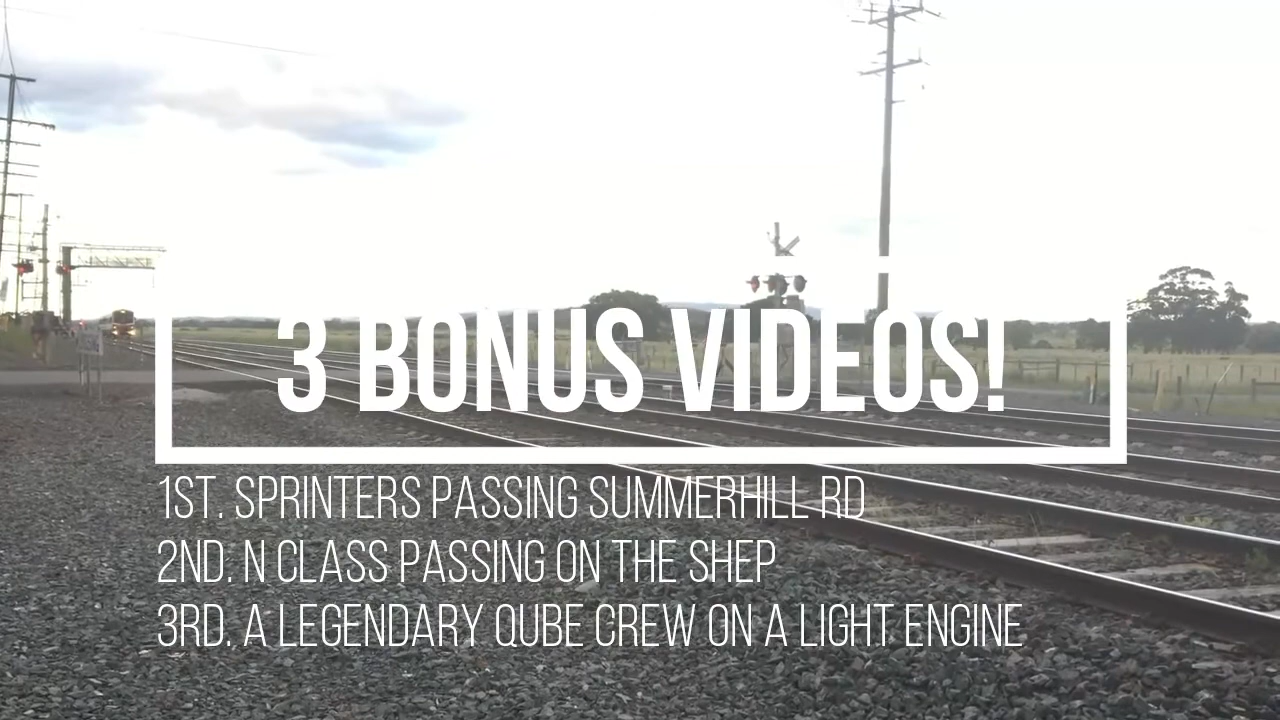 3 BONUS VIDEOS!
1ST. SPRINTERS PASSING SUMMERHILL RD
2ND. N CLASS PASSING ON THE SHEP
3RD. A LEGENDARY QUBE CREW ON A LIGHT ENGINE